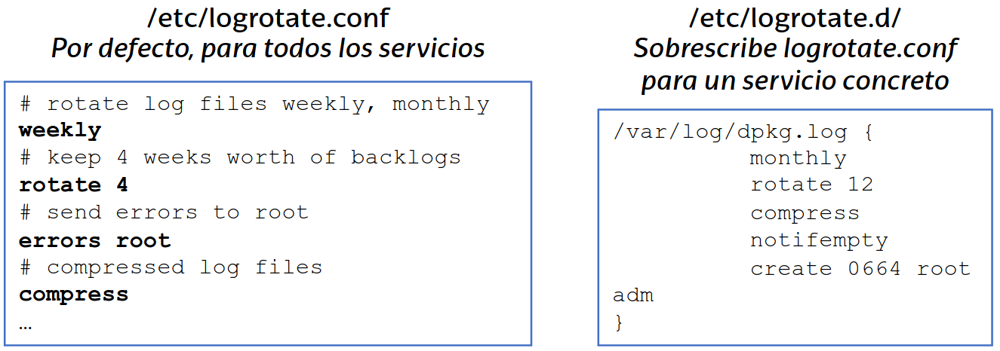 /etc/logrotate.conf
Por defecto, para todos los servicios
# rotate log files weekly, monthly
weekly
# keep 4 weeks worth of backlogs
rotate 4
# send errors to root
errors root
# compressed log files
compress
…
/etc/logrotate.d/
Sobrescribe logrotate.conf
para un servicio concreto
/var/log/dpkg.log {
monthly
rotate 12
compress
notifempty
create 0664 root
adm
}